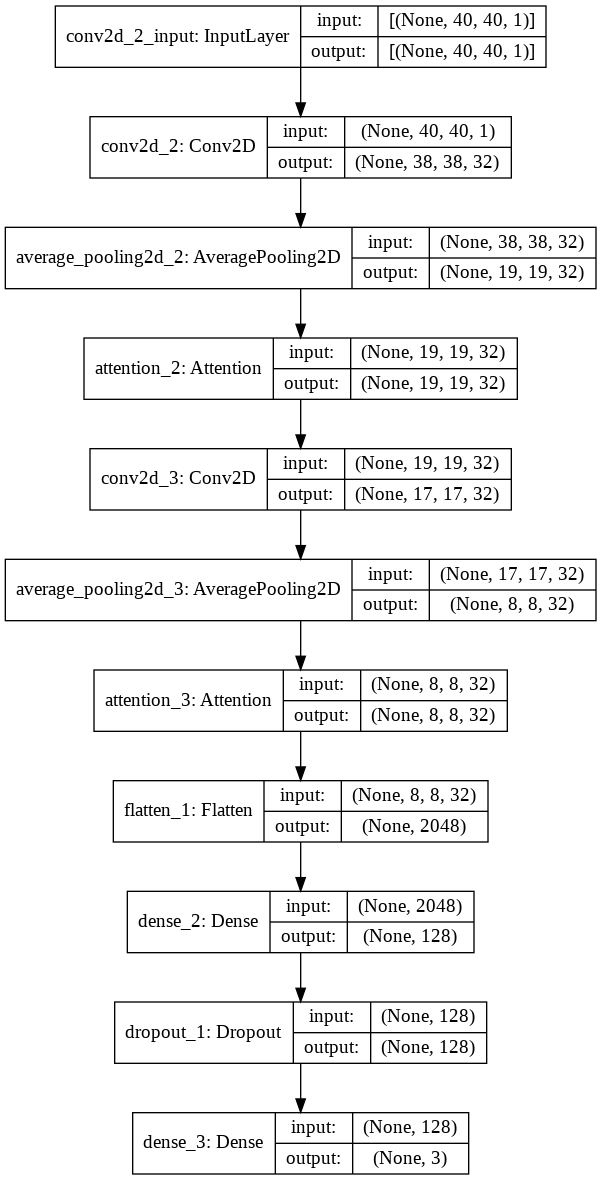 conv2d_2_input: InputLayer
input: [(None, 40, 40, 1)]
output: [(None, 40, 40, 1)]
conv2d_2: Conv2D
input: (None, 40, 40, 1)
output: (None, 38, 38, 32)
average_pooling2d_2: AveragePooling2D
input: (None, 38, 38, 32)
output: (None, 19, 19, 32)
attention_2: Attention
input: (None, 19, 19, 32)
output: (None, 19, 19, 32)
conv2d_3: Conv2D
input: (None, 19, 19, 32)
output: (None, 17, 17, 32)
average_pooling2d_3: AveragePooling2D
input: (None, 17, 17, 32)
output: (None, 8, 8, 32)
attention_3: Attention
input: (None, 8, 8, 32)
output: (None, 8, 8, 32)
flatten_1: Flatten
input: (None, 8, 8, 32)
output: (None, 2048)
dense_2: Dense
input: (None, 2048)
output: (None, 128)
dropout_1: Dropout
input: (None, 128)
output: (None, 128)
dense_3: Dense
input: (None, 128)
output: (None, 3)